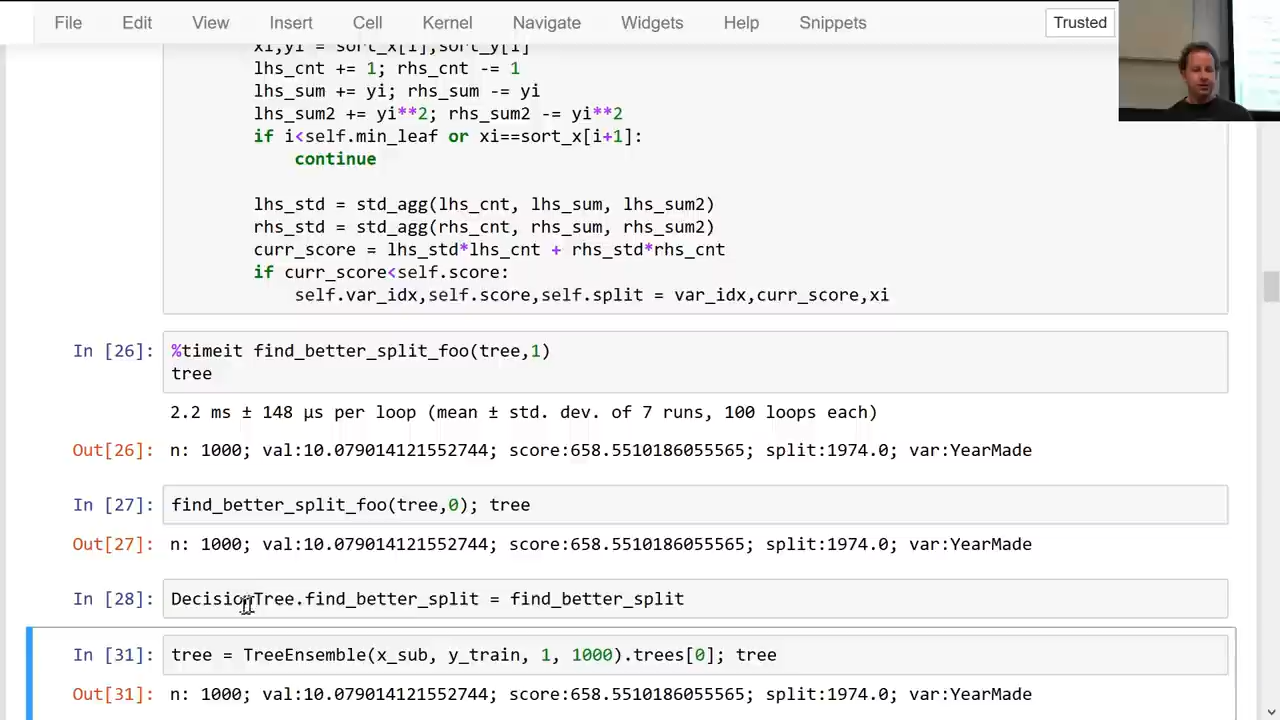 File Edit View Insert Cell Kernel Navigate Widgets Help Snippets Trusted
xi,yi = sort_x[i],sort_y[i]
lhs_cnt += 1; rhs_cnt -= 1
lhs_sum += yi; rhs_sum -= yi
lhs_sum2 += yi**2; rhs_sum2 -= yi**2
if i<self.min_leaf or xi==sort_x[i+1]:
continue
lhs_std = std_agg(lhs_cnt, lhs_sum, lhs_sum2)
rhs_std = std_agg(rhs_cnt, rhs_sum, rhs_sum2)
curr_score = lhs_std*lhs_cnt + rhs_std*rhs_cnt
if curr_score<self.score:
self.var_idx,self.score,self.split = var_idx,curr_score,xi
In [26]: %timeit find_better_split_foo(tree,1)
tree
2.2 ms ± 148 µs per loop (mean ± std. dev. of 7 runs, 100 loops each)
Out[26]: n: 1000; val:10.079014121552744; score:658.5510186055565; split:1974.0; var:YearMade
In [27]: find_better_split_foo(tree,0); tree
Out[27]: n: 1000; val:10.079014121552744; score:658.5510186055565; split:1974.0; var:YearMade
In [28]: DecisionTree.find_better_split = find_better_split
In [31]: tree = TreeEnsemble(x_sub, y_train, 1, 1000).trees[0]; tree
Out[31]: n: 1000; val:10.079014121552744; score:658.5510186055565; split:1974.0; var:YearMade